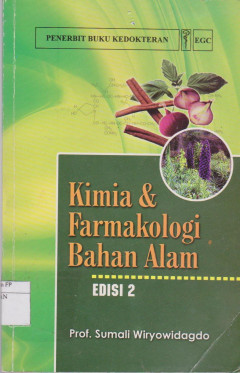 PENERBIT BUKU KEDOKTERAN
EGC
Kimia &
Farmakologi
Bahan Alam
EDISI 2
Prof. Sumali Wiryowidagdo